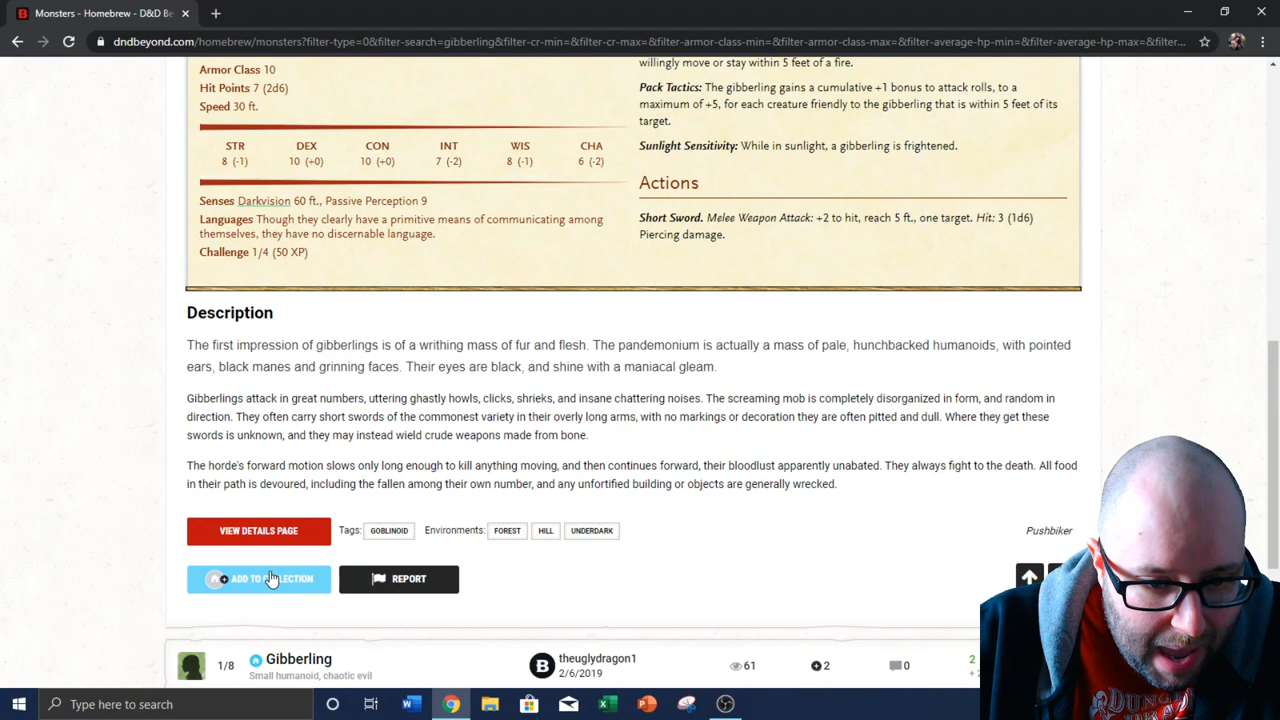 Monsters - Homebrew - D&D Be
dndbeyond.com/homebrew/monsters?filter-type=0&filter-search=gibberling&filter-cr-min=&filter-cr-max=&filter-armor-class-min=&filter-armor-class-max=&filter-average-hp-min=&filter-average-hp-max=&filter...
Armor Class 10
Hit Points 7 (2d6)
Speed 30 ft.
STR DEX CON INT WIS CHA
8 (-1) 10 (+0) 10 (+0) 7 (-2) 8 (-1) 6 (-2)
Senses Darkvision 60 ft., Passive Perception 9
Languages Though they clearly have a primitive means of communicating among
themselves, they have no discernable language.
Challenge 1/4 (50 XP)
willingly move or stay within 5 feet of a fire.
Pack Tactics: The gibberling gains a cumulative +1 bonus to attack rolls, to a
maximum of +5, for each creature friendly to the gibberling that is within 5 feet of its
target.
Sunlight Sensitivity: While in sunlight, a gibberling is frightened.
Actions
Short Sword. Melee Weapon Attack: +2 to hit, reach 5 ft., one target. Hit: 3 (1d6)
Piercing damage.
Description
The first impression of gibberlings is of a writhing mass of fur and flesh. The pandemonium is actually a mass of pale, hunchbacked humanoids, with pointed
ears, black manes and grinning faces. Their eyes are black, and shine with a maniacal gleam.
Gibberlings attack in great numbers, uttering ghastly howls, clicks, shrieks, and insane chattering noises. The screaming mob is completely disorganized in form, and random in
direction. They often carry short swords of the commonest variety in their overly long arms, with no markings or decoration they are often pitted and dull. Where they get these
swords is unknown, and they may instead wield crude weapons made from bone.
The horde's forward motion slows only long enough to kill anything moving, and then continues forward, their bloodlust apparently unabated. They always fight to the death. All food
in their path is devoured, including the fallen among their own number, and any unfortified building or objects are generally wrecked.
VIEW DETAILS PAGE Tags: GOBLINOID Environments: FOREST HILL UNDERDARK Pushbiker
ADD TO COLLECTION REPORT
1/8 Gibberling theuglydragon1 61 2 0 2
Small humanoid, chaotic evil 2/6/2019
Type here to search